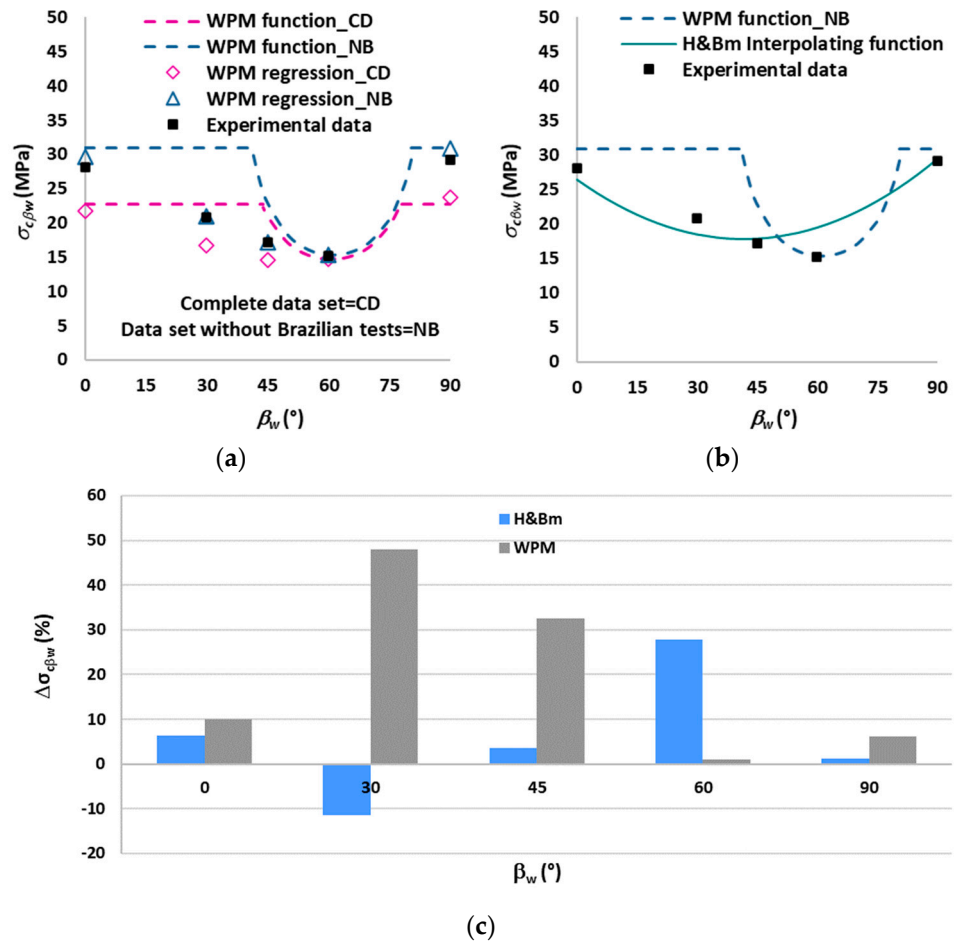 50
45
40
35
30
25
20
15
10
5
0
σcβw (MPa)
WPM function_CD
WPM function_NB
WPM regression_CD
WPM regression_NB
Experimental data
Complete data set=CD
Data set without Brazilian tests=NB
0 15 30 45 60 75 90
βw (°)
(a)
50
45
40
35
30
25
20
15
10
5
0
σcβw (MPa)
WPM function_NB
H&Bm Interpolating function
Experimental data
0 15 30 45 60 75 90
βw (°)
(b)
60
50
40
30
20
10
0
-10
-20
Δσcβw (%)
H&Bm
WPM
0 30 45 60 90
βw (°)
(c)